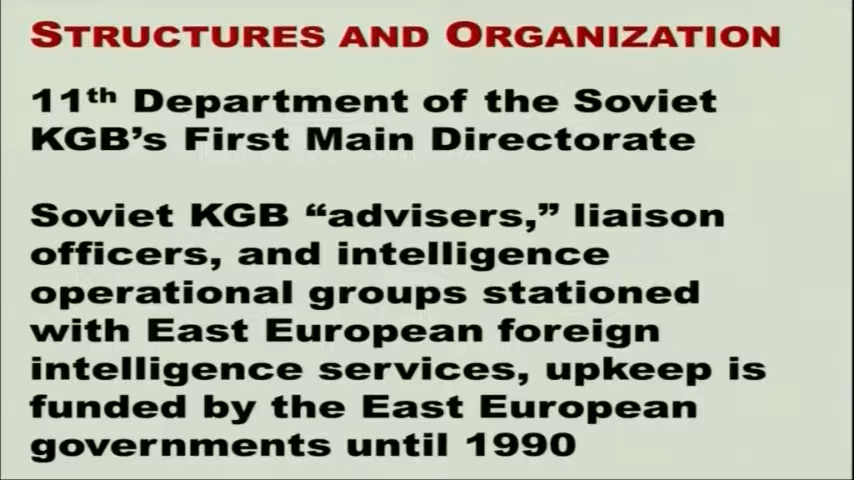 STRUCTURES AND ORGANIZATION
11th Department of the Soviet
KGB’s First Main Directorate
Soviet KGB “advisers,” liaison
officers, and intelligence
operational groups stationed
with East European foreign
intelligence services, upkeep is
funded by the East European
governments until 1990